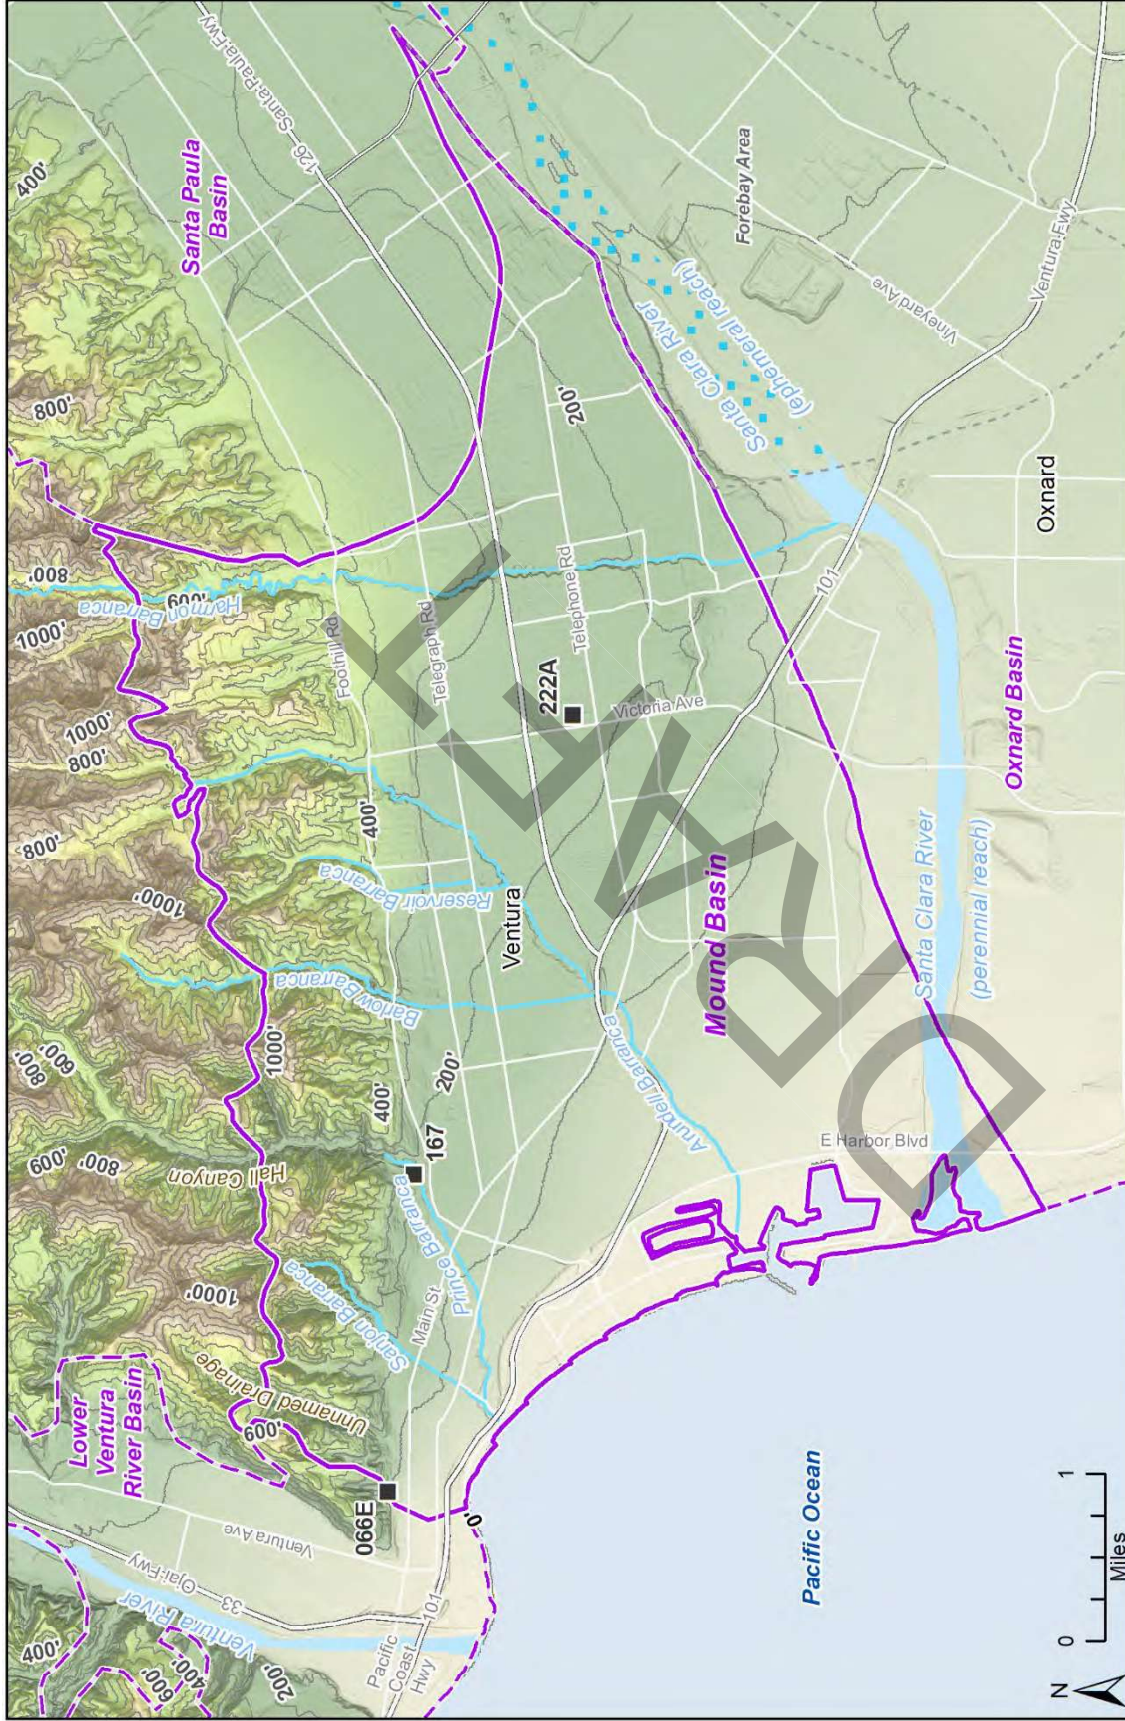 400'
600'
400'
200'
Ventura River
33
Ojai Fwy
Ventura Ave
Pacific
Coast
Hwy
101
Lower
Ventura
River Basin
600'
Unnamed Drainage
066E
0'
1000'
Sanjon Barranca
Main St
Prince Barranca
167
Hall Canyon
600'
800'
800'
600'
1000'
400'
200'
Barlow Barranca
1000'
800'
Reservoir Barranca
400'
Ventura
Arundell Barranca
800'
1000'
1000'
800'
600'
Harmon Barranca
Foothill Rd
Telegraph Rd
Telephone Rd
222A
Victoria Ave
800'
400'
Santa Paula
Basin
126
Santa Paula Fwy
200'
Mound Basin
101
E Harbor Blvd
Santa Clara River
(perennial reach)
Santa Clara River
(ephemeral reach)
Forebay Area
Vineyard Ave
Ventura Fwy
Oxnard
Oxnard Basin
Pacific Ocean
DRAFT
N
0
1
Miles